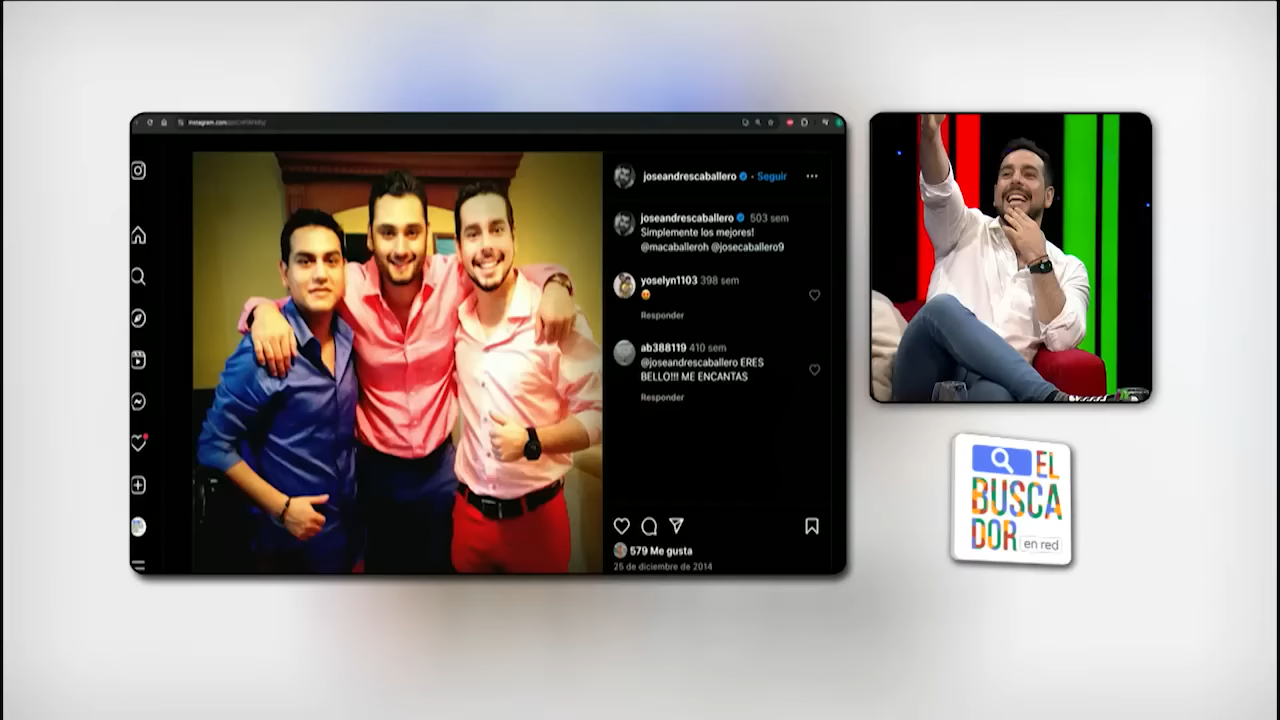 joseandrescaballero • Seguir
joseandrescaballero 503 sem
Simplemente los mejores!
@macaballeroh @josecaballero9
yoselyn1103 398 sem
Responder
ab388119 410 sem
@joseandrescaballero ERES
BELLO!!! ME ENCANTAS
Responder
579 Me gusta
25 de diciembre de 2014
EL
BUSCA
DOR
en red